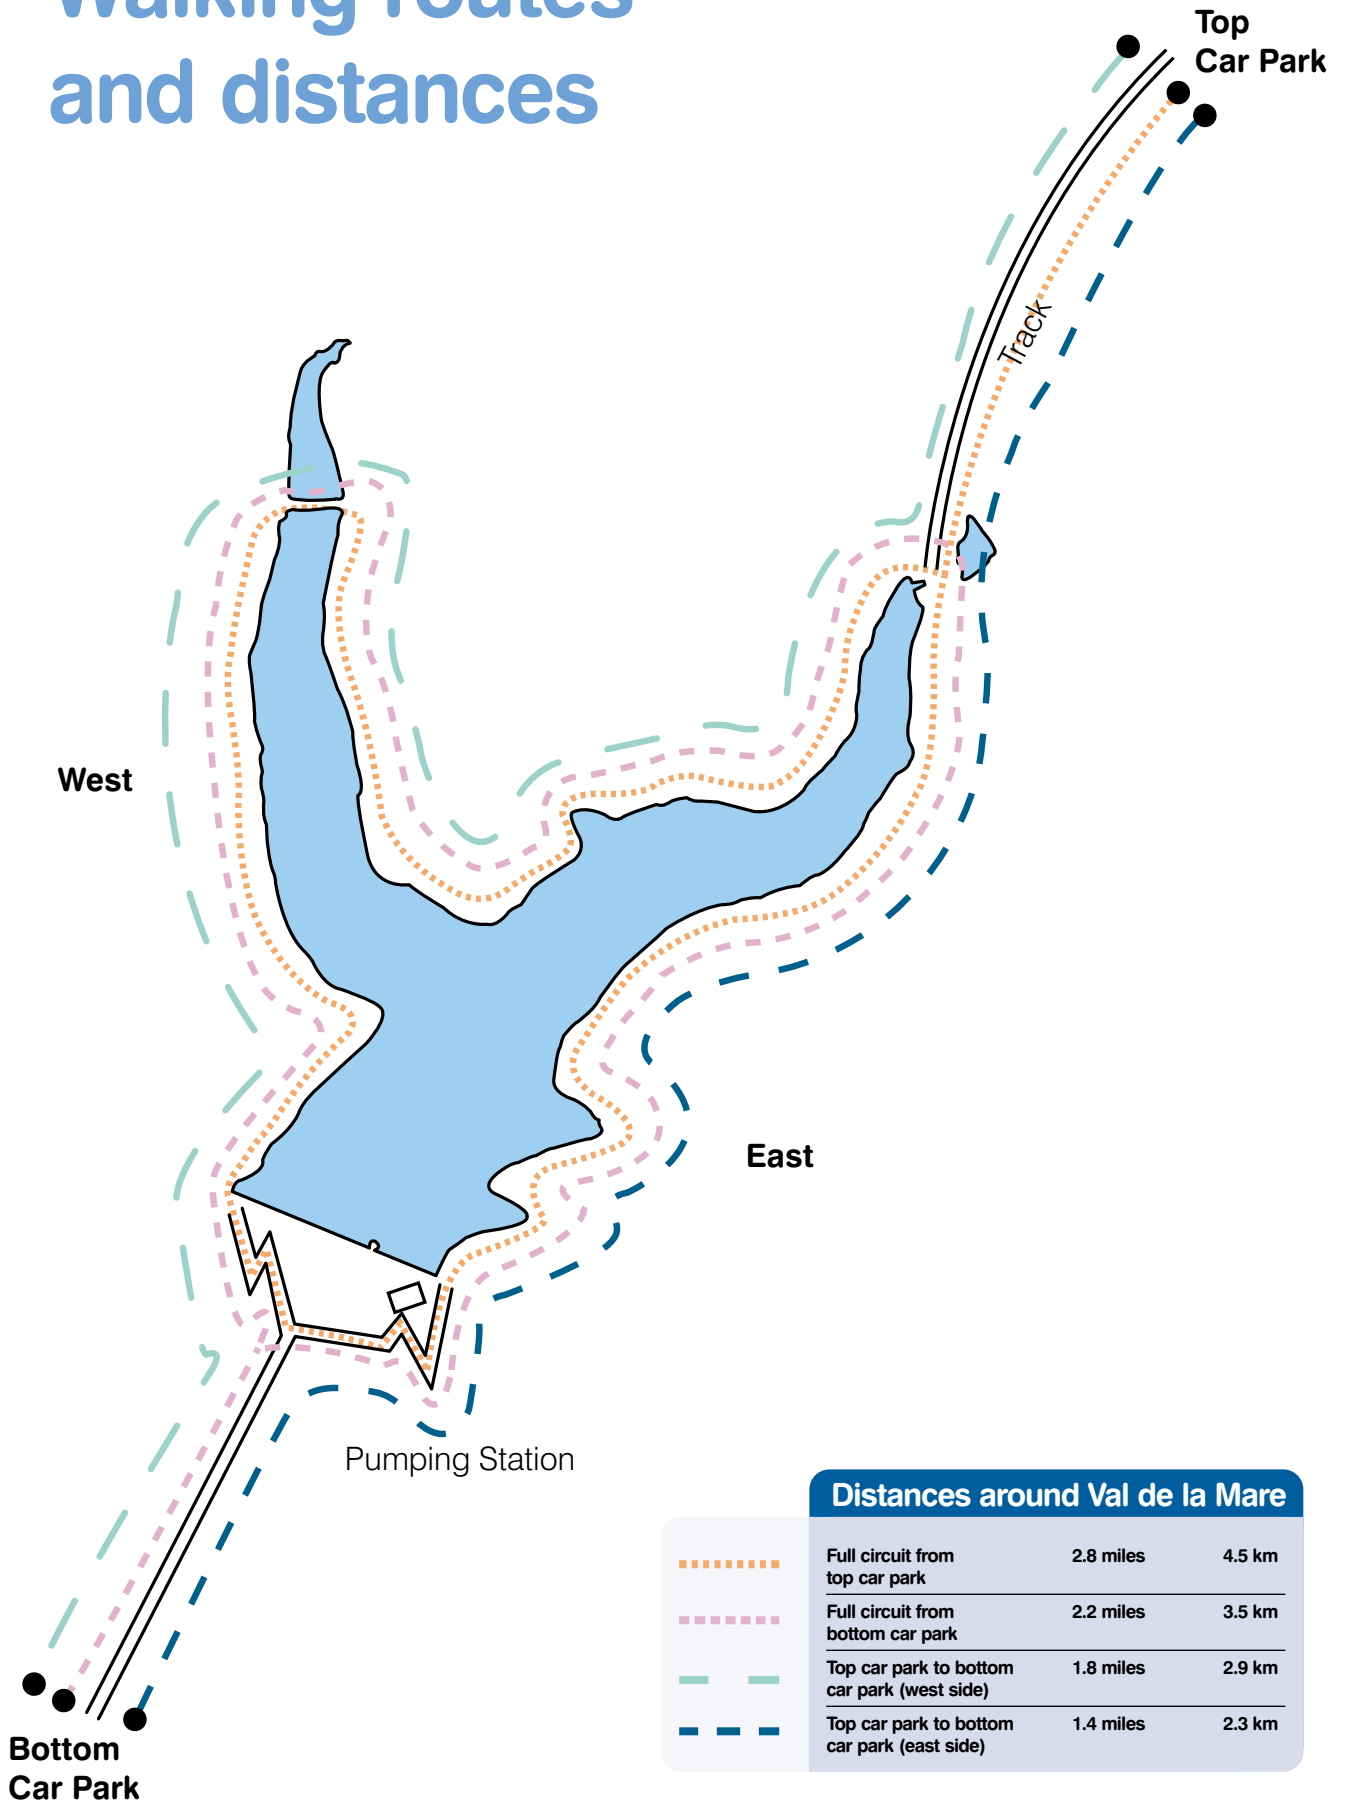 Walking routes
and distances
Top
Car Park
Track
West
East
Pumping Station
Bottom
Car Park
Distances around Val de la Mare
Full circuit from
top car park
2.8 miles
4.5 km
Full circuit from
bottom car park
2.2 miles
3.5 km
Top car park to bottom
car park (west side)
1.8 miles
2.9 km
Top car park to bottom
car park (east side)
1.4 miles
2.3 km